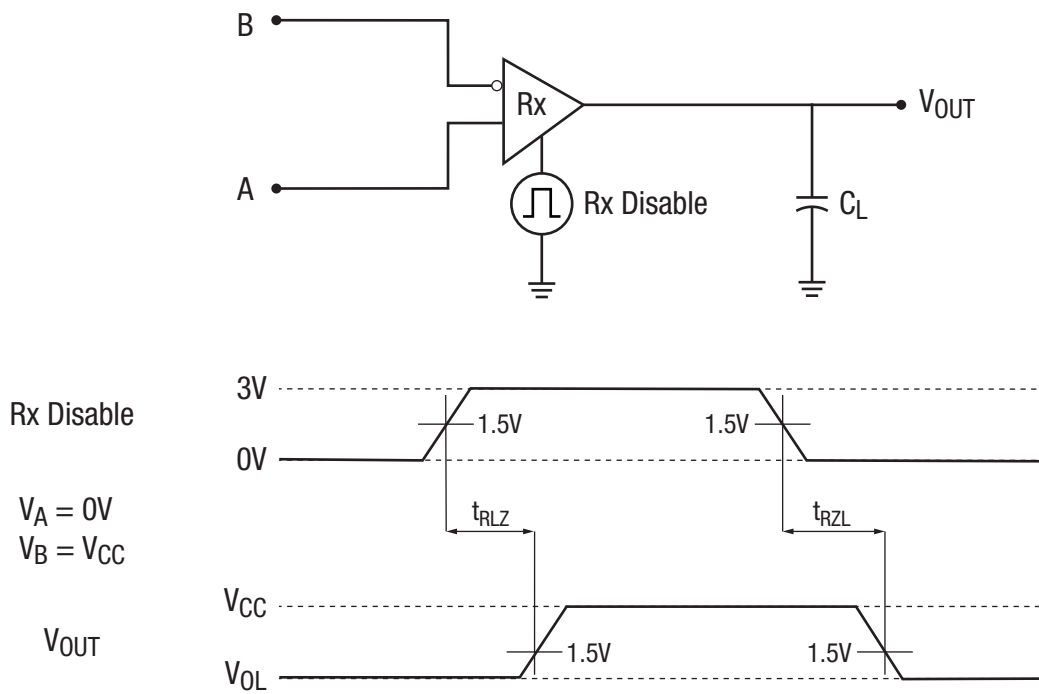 B
Rx
V_OUT
A
Rx Disable
C_L
3V
Rx Disable
1.5V
1.5V
0V
V_A = 0V
t_RLZ
t_RZL
V_B = V_CC
V_CC
V_OUT
1.5V
1.5V
V_OL